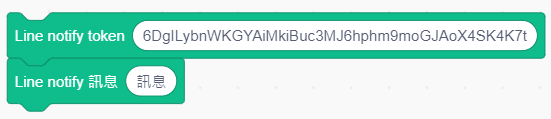 Line notify token 6DgILybnWKGYAiMkiBuc3MJ6hphm9moGJAoX4SK4K7t
Line notify 訊息 訊息